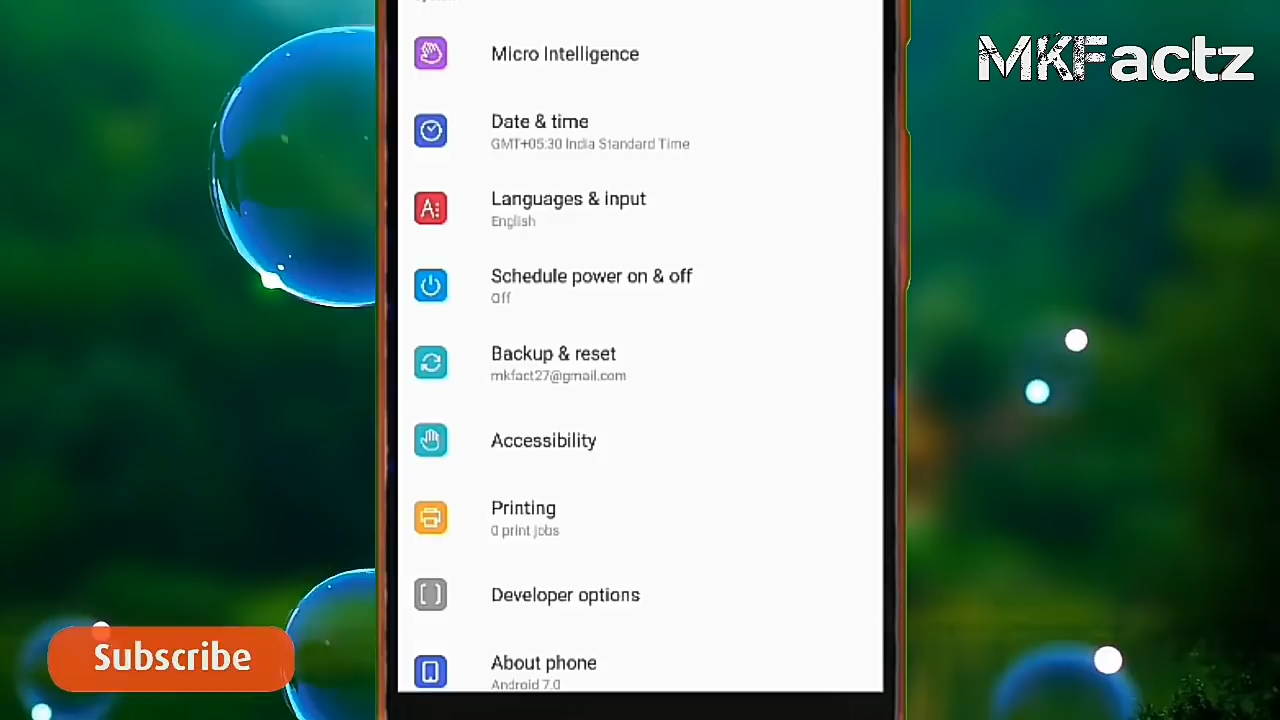 MKFactz
Micro Intelligence
Date & time
GMT+05:30 India Standard Time
Languages & input
English
Schedule power on & off
Off
Backup & reset
mkfact27@gmail.com
Accessibility
Printing
0 print jobs
Developer options
About phone
Android 7.0
Subscribe